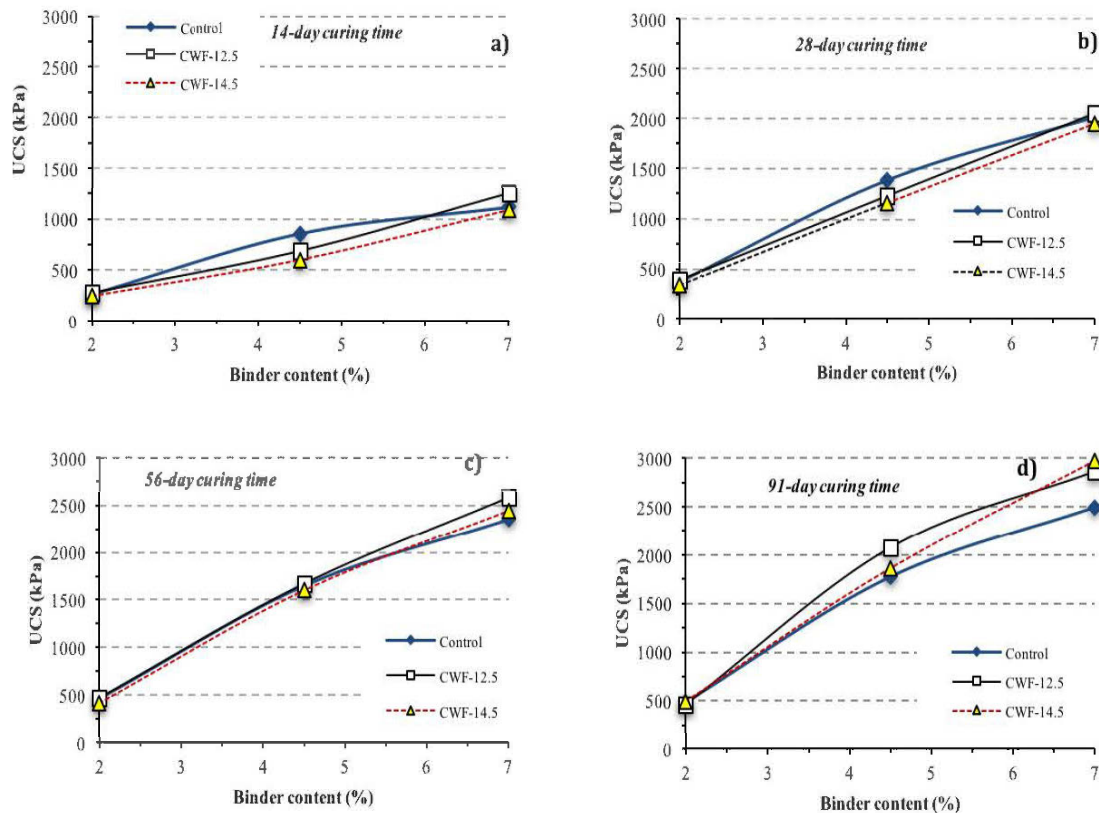 3000
2500
2000
1500
1000
500
0
UCS (kPa)
Control
CWF-12.5
CWF-14.5
14-day curing time
a)
2 3 4 5 6 7
Binder content (%)
3000
2500
2000
1500
1000
500
0
UCS (kPa)
28-day curing time
b)
Control
CWF-12.5
CWF-14.5
2 3 4 5 6 7
Binder content (%)
3000
2500
2000
1500
1000
500
0
UCS (kPa)
56-day curing time
c)
Control
CWF-12.5
CWF-14.5
2 3 4 5 6 7
Binder content (%)
3000
2500
2000
1500
1000
500
0
UCS (kPa)
91-day curing time
d)
Control
CWF-12.5
CWF-14.5
2 3 4 5 6 7
Binder content (%)